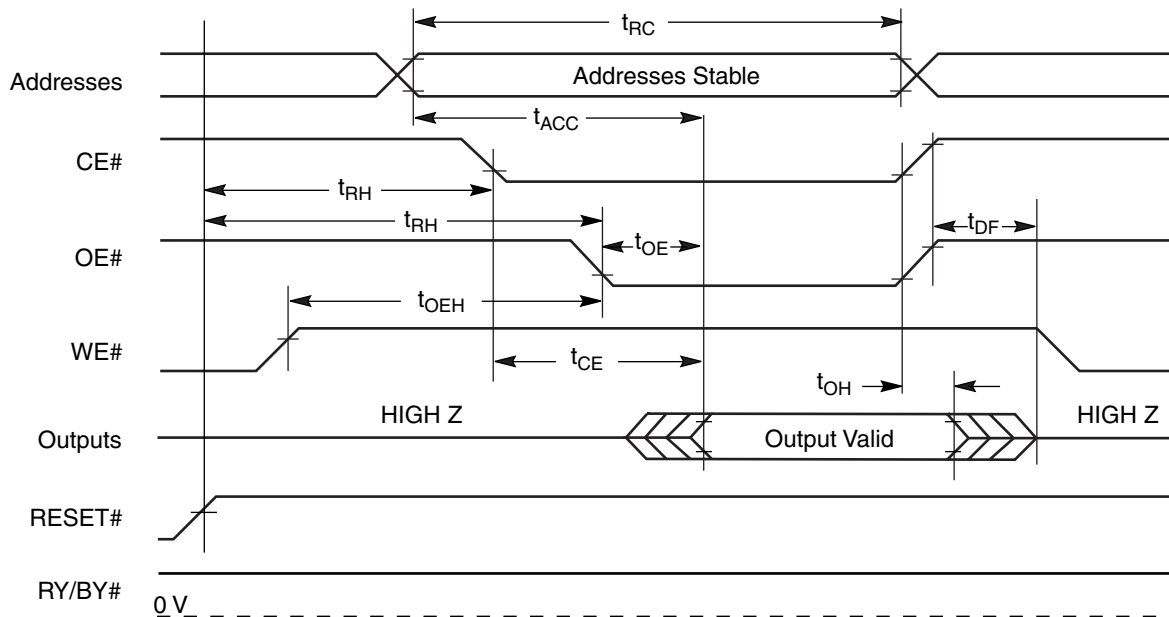 tRC
Addresses
Addresses Stable
tACC
CE#
tRH
tRH
tDF
OE#
tOE
tOEH
WE#
tCE
tOH
HIGH Z
HIGH Z
Outputs
Output Valid
RESET#
RY/BY#
0 V